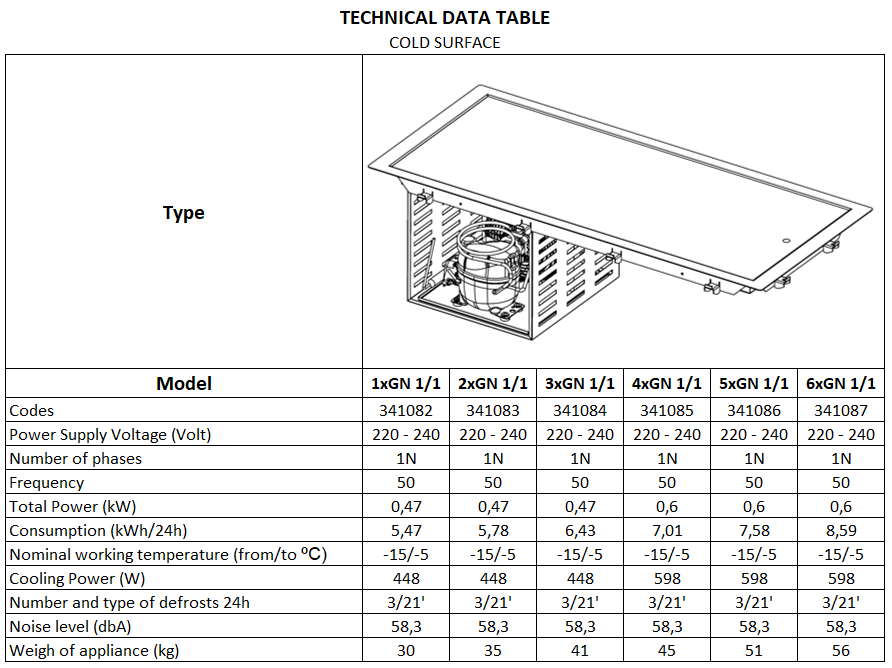 TECHNICAL DATA TABLE
COLD SURFACE
Type
Model 1xGN 1/1 2xGN 1/1 3xGN 1/1 4xGN 1/1 5xGN 1/1 6xGN 1/1
Codes 341082 341083 341084 341085 341086 341087
Power Supply Voltage (Volt) 220 - 240 220 - 240 220 - 240 220 - 240 220 - 240 220 - 240
Number of phases 1N 1N 1N 1N 1N 1N
Frequency 50 50 50 50 50 50
Total Power (kW) 0,47 0,47 0,47 0,6 0,6 0,6
Consumption (kWh/24h) 5,47 5,78 6,43 7,01 7,58 8,59
Nominal working temperature (from/to ºC) -15/-5 -15/-5 -15/-5 -15/-5 -15/-5 -15/-5
Cooling Power (W) 448 448 448 598 598 598
Number and type of defrosts 24h 3/21' 3/21' 3/21' 3/21' 3/21' 3/21'
Noise level (dbA) 58,3 58,3 58,3 58,3 58,3 58,3
Weigh of appliance (kg) 30 35 41 45 51 56